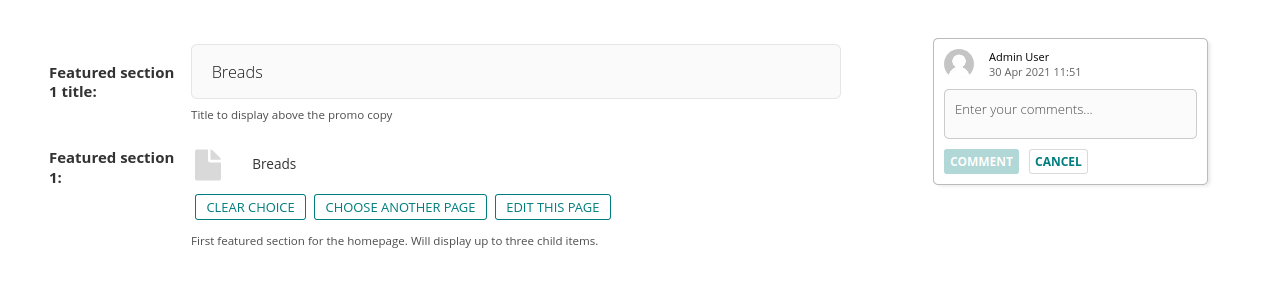 Featured section
1 title:
Breads
Title to display above the promo copy
Featured section
1:
Breads
CLEAR CHOICE
CHOOSE ANOTHER PAGE
EDIT THIS PAGE
First featured section for the homepage. Will display up to three child items.
Admin User
30 Apr 2021 11:51
Enter your comments...
COMMENT
CANCEL